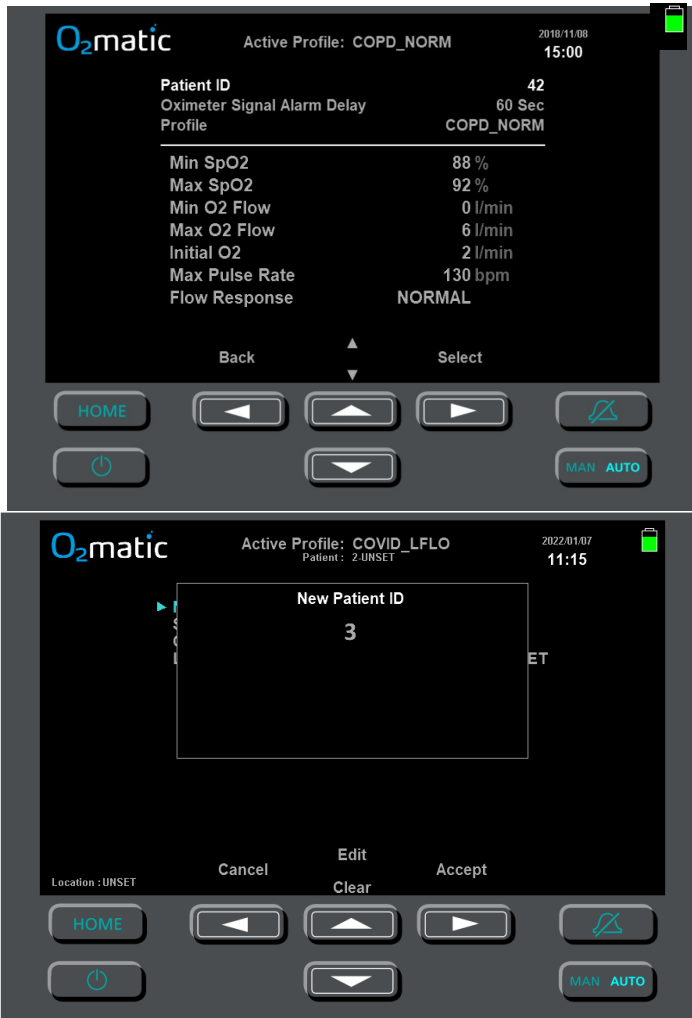 O2matic
Active Profile: COPD_NORM
2018/11/08
15:00
Patient ID 42
Oximeter Signal Alarm Delay 60 Sec
Profile COPD_NORM
Min SpO2 88 %
Max SpO2 92 %
Min O2 Flow 0 l/min
Max O2 Flow 6 l/min
Initial O2 2 l/min
Max Pulse Rate 130 bpm
Flow Response NORMAL
Back Select
HOME
MAN AUTO
O2matic
Active Profile: COVID_LFLO
Patient : 2-UNSET
2022/01/07
11:15
New Patient ID
3
ET
Edit
Cancel Accept
Clear
Location : UNSET
HOME
MAN AUTO